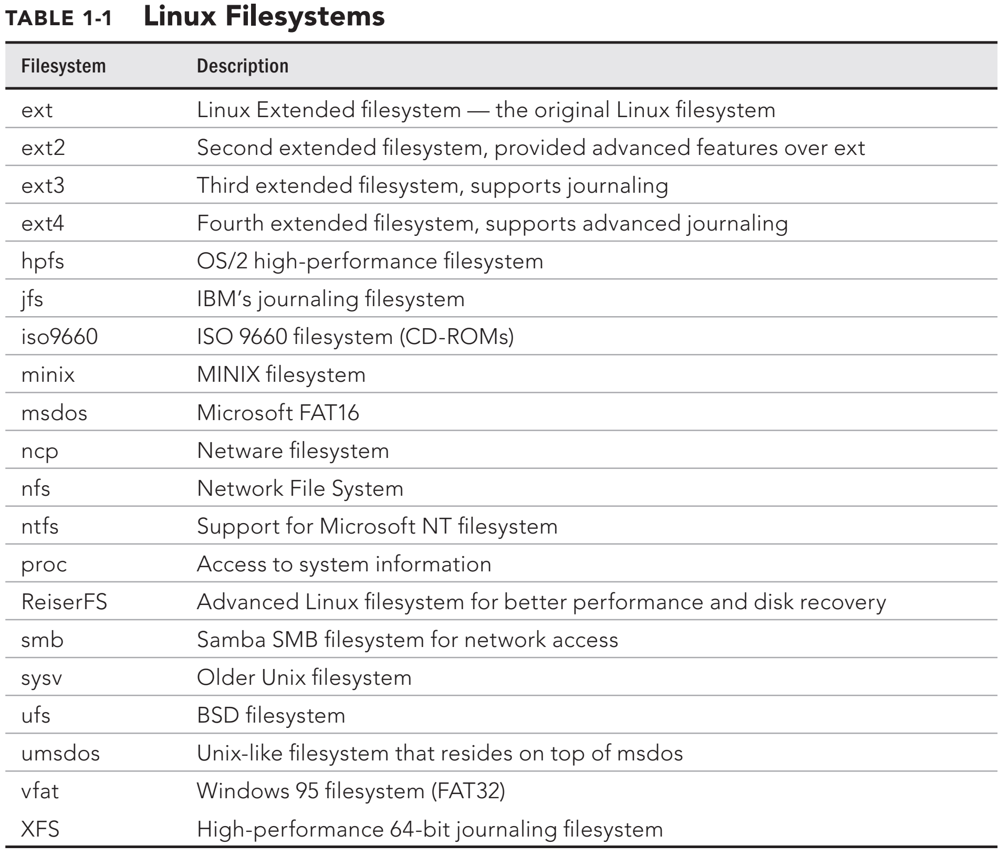 TABLE 1-1 Linux Filesystems
Filesystem Description
ext Linux Extended filesystem — the original Linux filesystem
ext2 Second extended filesystem, provided advanced features over ext
ext3 Third extended filesystem, supports journaling
ext4 Fourth extended filesystem, supports advanced journaling
hpfs OS/2 high-performance filesystem
jfs IBM’s journaling filesystem
iso9660 ISO 9660 filesystem (CD-ROMs)
minix MINIX filesystem
msdos Microsoft FAT16
ncp Netware filesystem
nfs Network File System
ntfs Support for Microsoft NT filesystem
proc Access to system information
ReiserFS Advanced Linux filesystem for better performance and disk recovery
smb Samba SMB filesystem for network access
sysv Older Unix filesystem
ufs BSD filesystem
umsdos Unix-like filesystem that resides on top of msdos
vfat Windows 95 filesystem (FAT32)
XFS High-performance 64-bit journaling filesystem